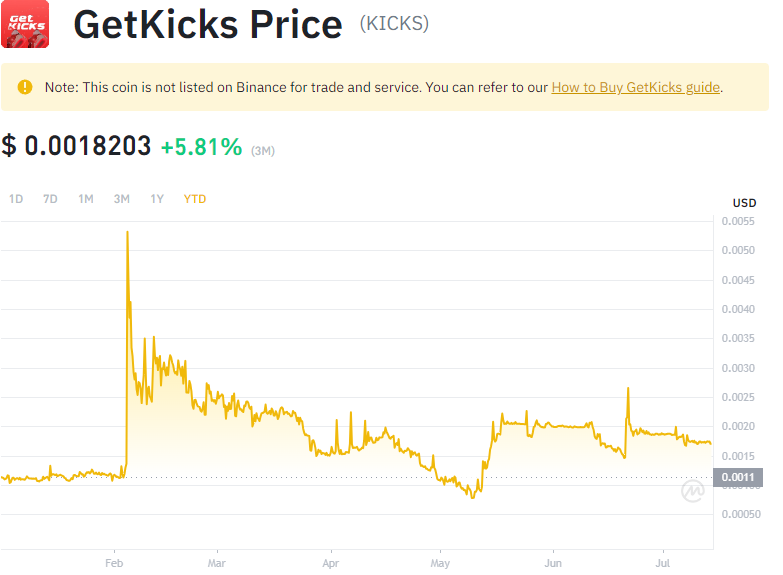 GET
KICKS
GetKicks Price (KICKS)
Note: This coin is not listed on Binance for trade and service. You can refer to our How to Buy GetKicks guide.
$ 0.0018203 +5.81% (3M)
1D 7D 1M 3M 1Y YTD
USD
0.0055
0.0050
0.0045
0.0040
0.0035
0.0030
0.0025
0.0020
0.0015
0.0011
0.0010
0.00050
Feb Mar Apr May Jun Jul